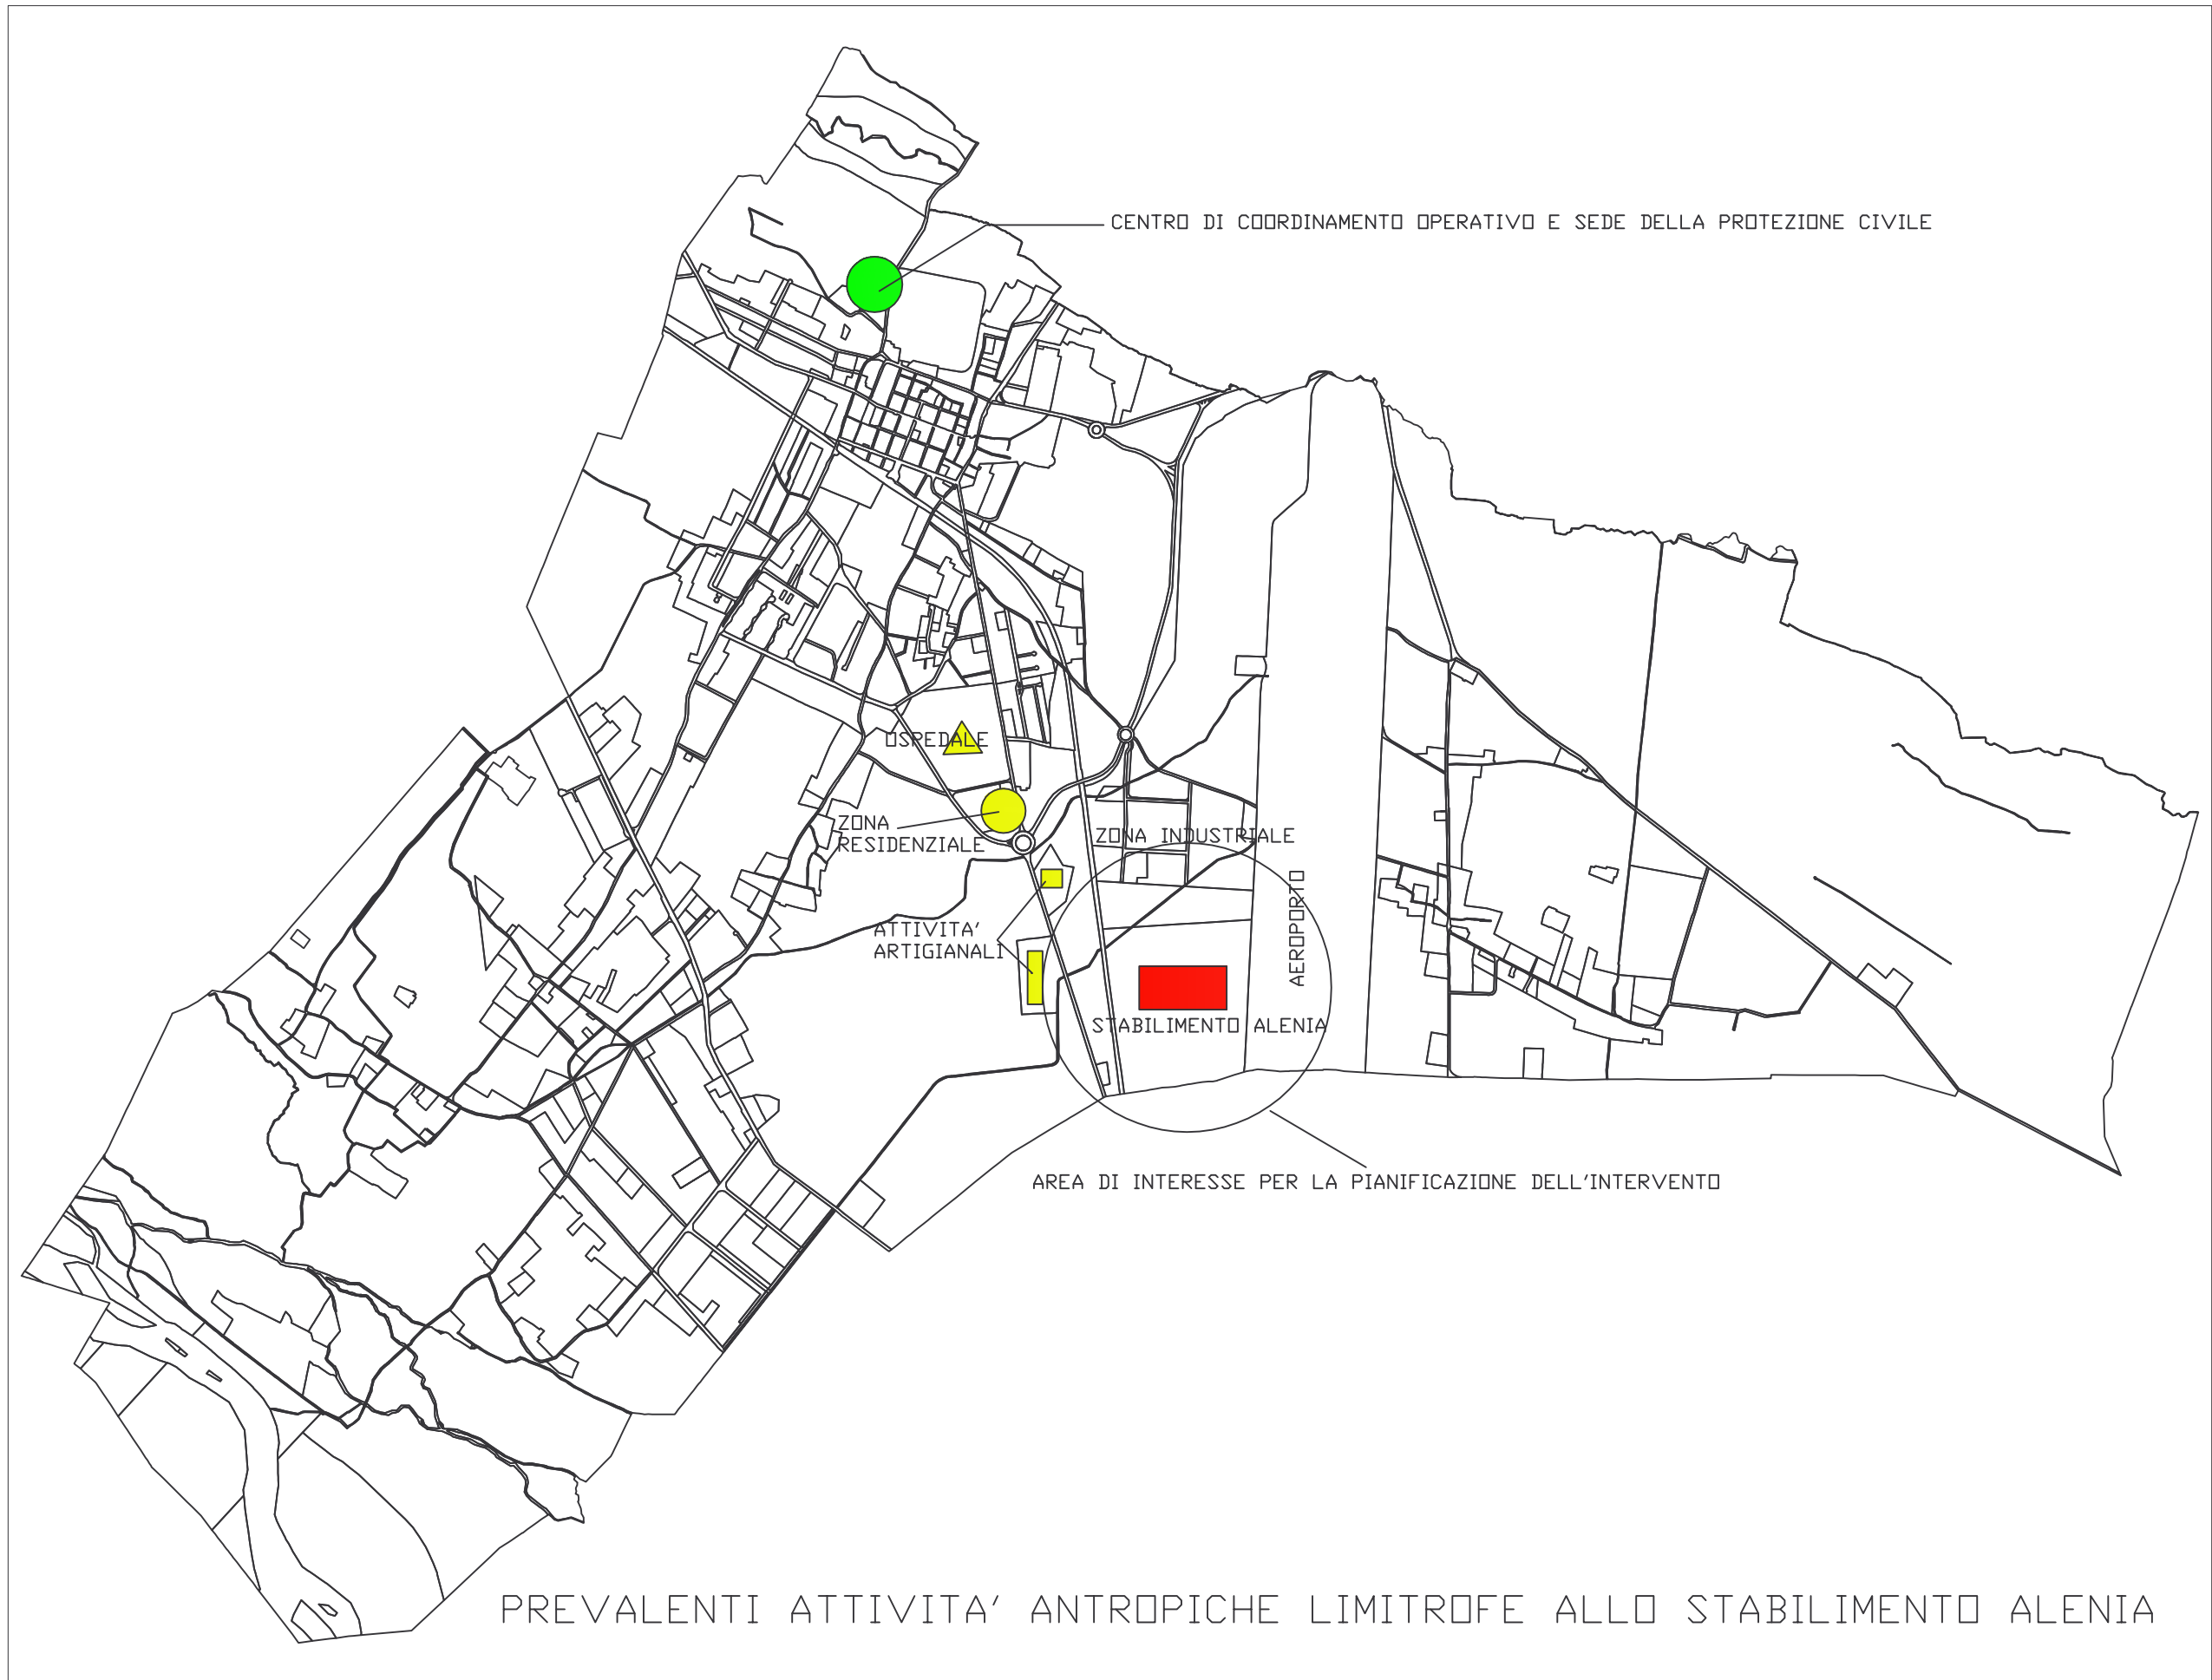 CENTRO DI COORDINAMENTO OPERATIVO E SEDE DELLA PROTEZIONE CIVILE
OSPEDALE
ZONA
RESIDENZIALE
ZONA INDUSTRIALE
AEROPORTO
ATTIVITA'
ARTIGIANALI
STABILIMENTO ALENIA
AREA DI INTERESSE PER LA PIANIFICAZIONE DELL'INTERVENTO
PREVALENTI ATTIVITA' ANTROPICHE LIMITROFE ALLO STABILIMENTO ALENIA